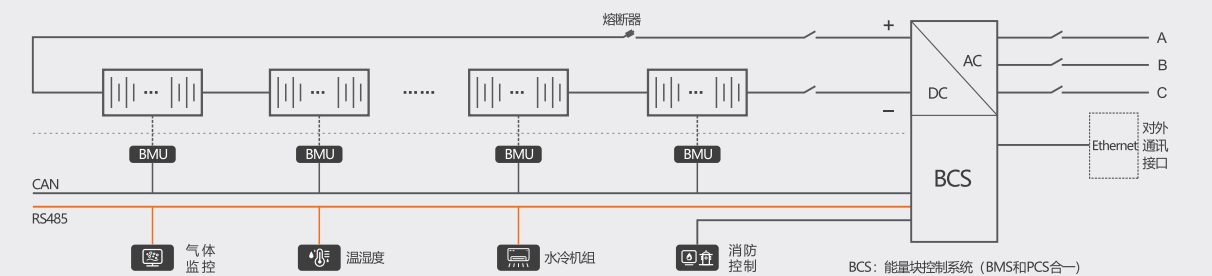 熔断器
+
A
AC
B
DC
C
−
对外
通讯
接口
Ethernet
BMU
BMU
BMU
BMU
BCS
CAN
RS485
气体
监控
温湿度
水冷机组
消防
控制
BCS：能量块控制系统（BMS和PCS合一）